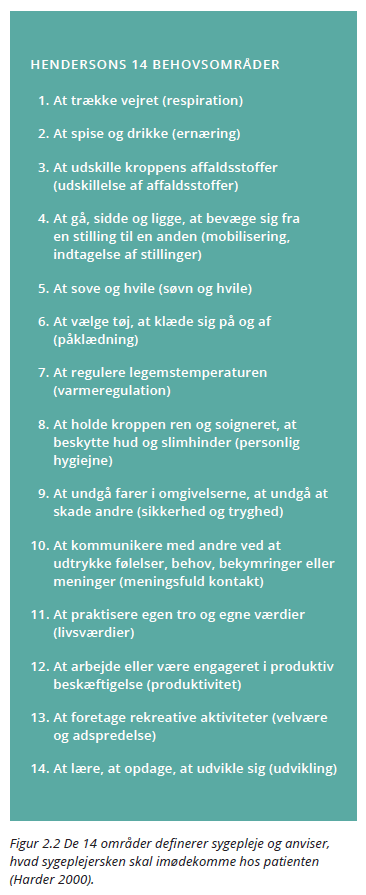 HENDERSONS 14 BEHOVSOMRÅDER
1. At trække vejret (respiration)
2. At spise og drikke (ernæring)
3. At udskille kroppens affaldsstoffer
(udskillelse af affaldsstoffer)
4. At gå, sidde og ligge, at bevæge sig fra
en stilling til en anden (mobilisering,
indtagelse af stillinger)
5. At sove og hvile (søvn og hvile)
6. At vælge tøj, at klæde sig på og af
(påklædning)
7. At regulere legemstemperaturen
(varmeregulation)
8. At holde kroppen ren og soigneret, at
beskytte hud og slimhinder (personlig
hygiejne)
9. At undgå farer i omgivelserne, at undgå at
skade andre (sikkerhed og tryghed)
10. At kommunikere med andre ved at
udtrykke følelser, behov, bekymringer eller
meninger (meningsfuld kontakt)
11. At praktisere egen tro og egne værdier
(livsværdier)
12. At arbejde eller være engageret i produktiv
beskæftigelse (produktivitet)
13. At foretage rekreative aktiviteter (velvære
og adspredelse)
14. At lære, at opdage, at udvikle sig (udvikling)
Figur 2.2 De 14 områder definerer sygepleje og anviser,
hvad sygeplejersken skal imødekomme hos patienten
(Harder 2000).